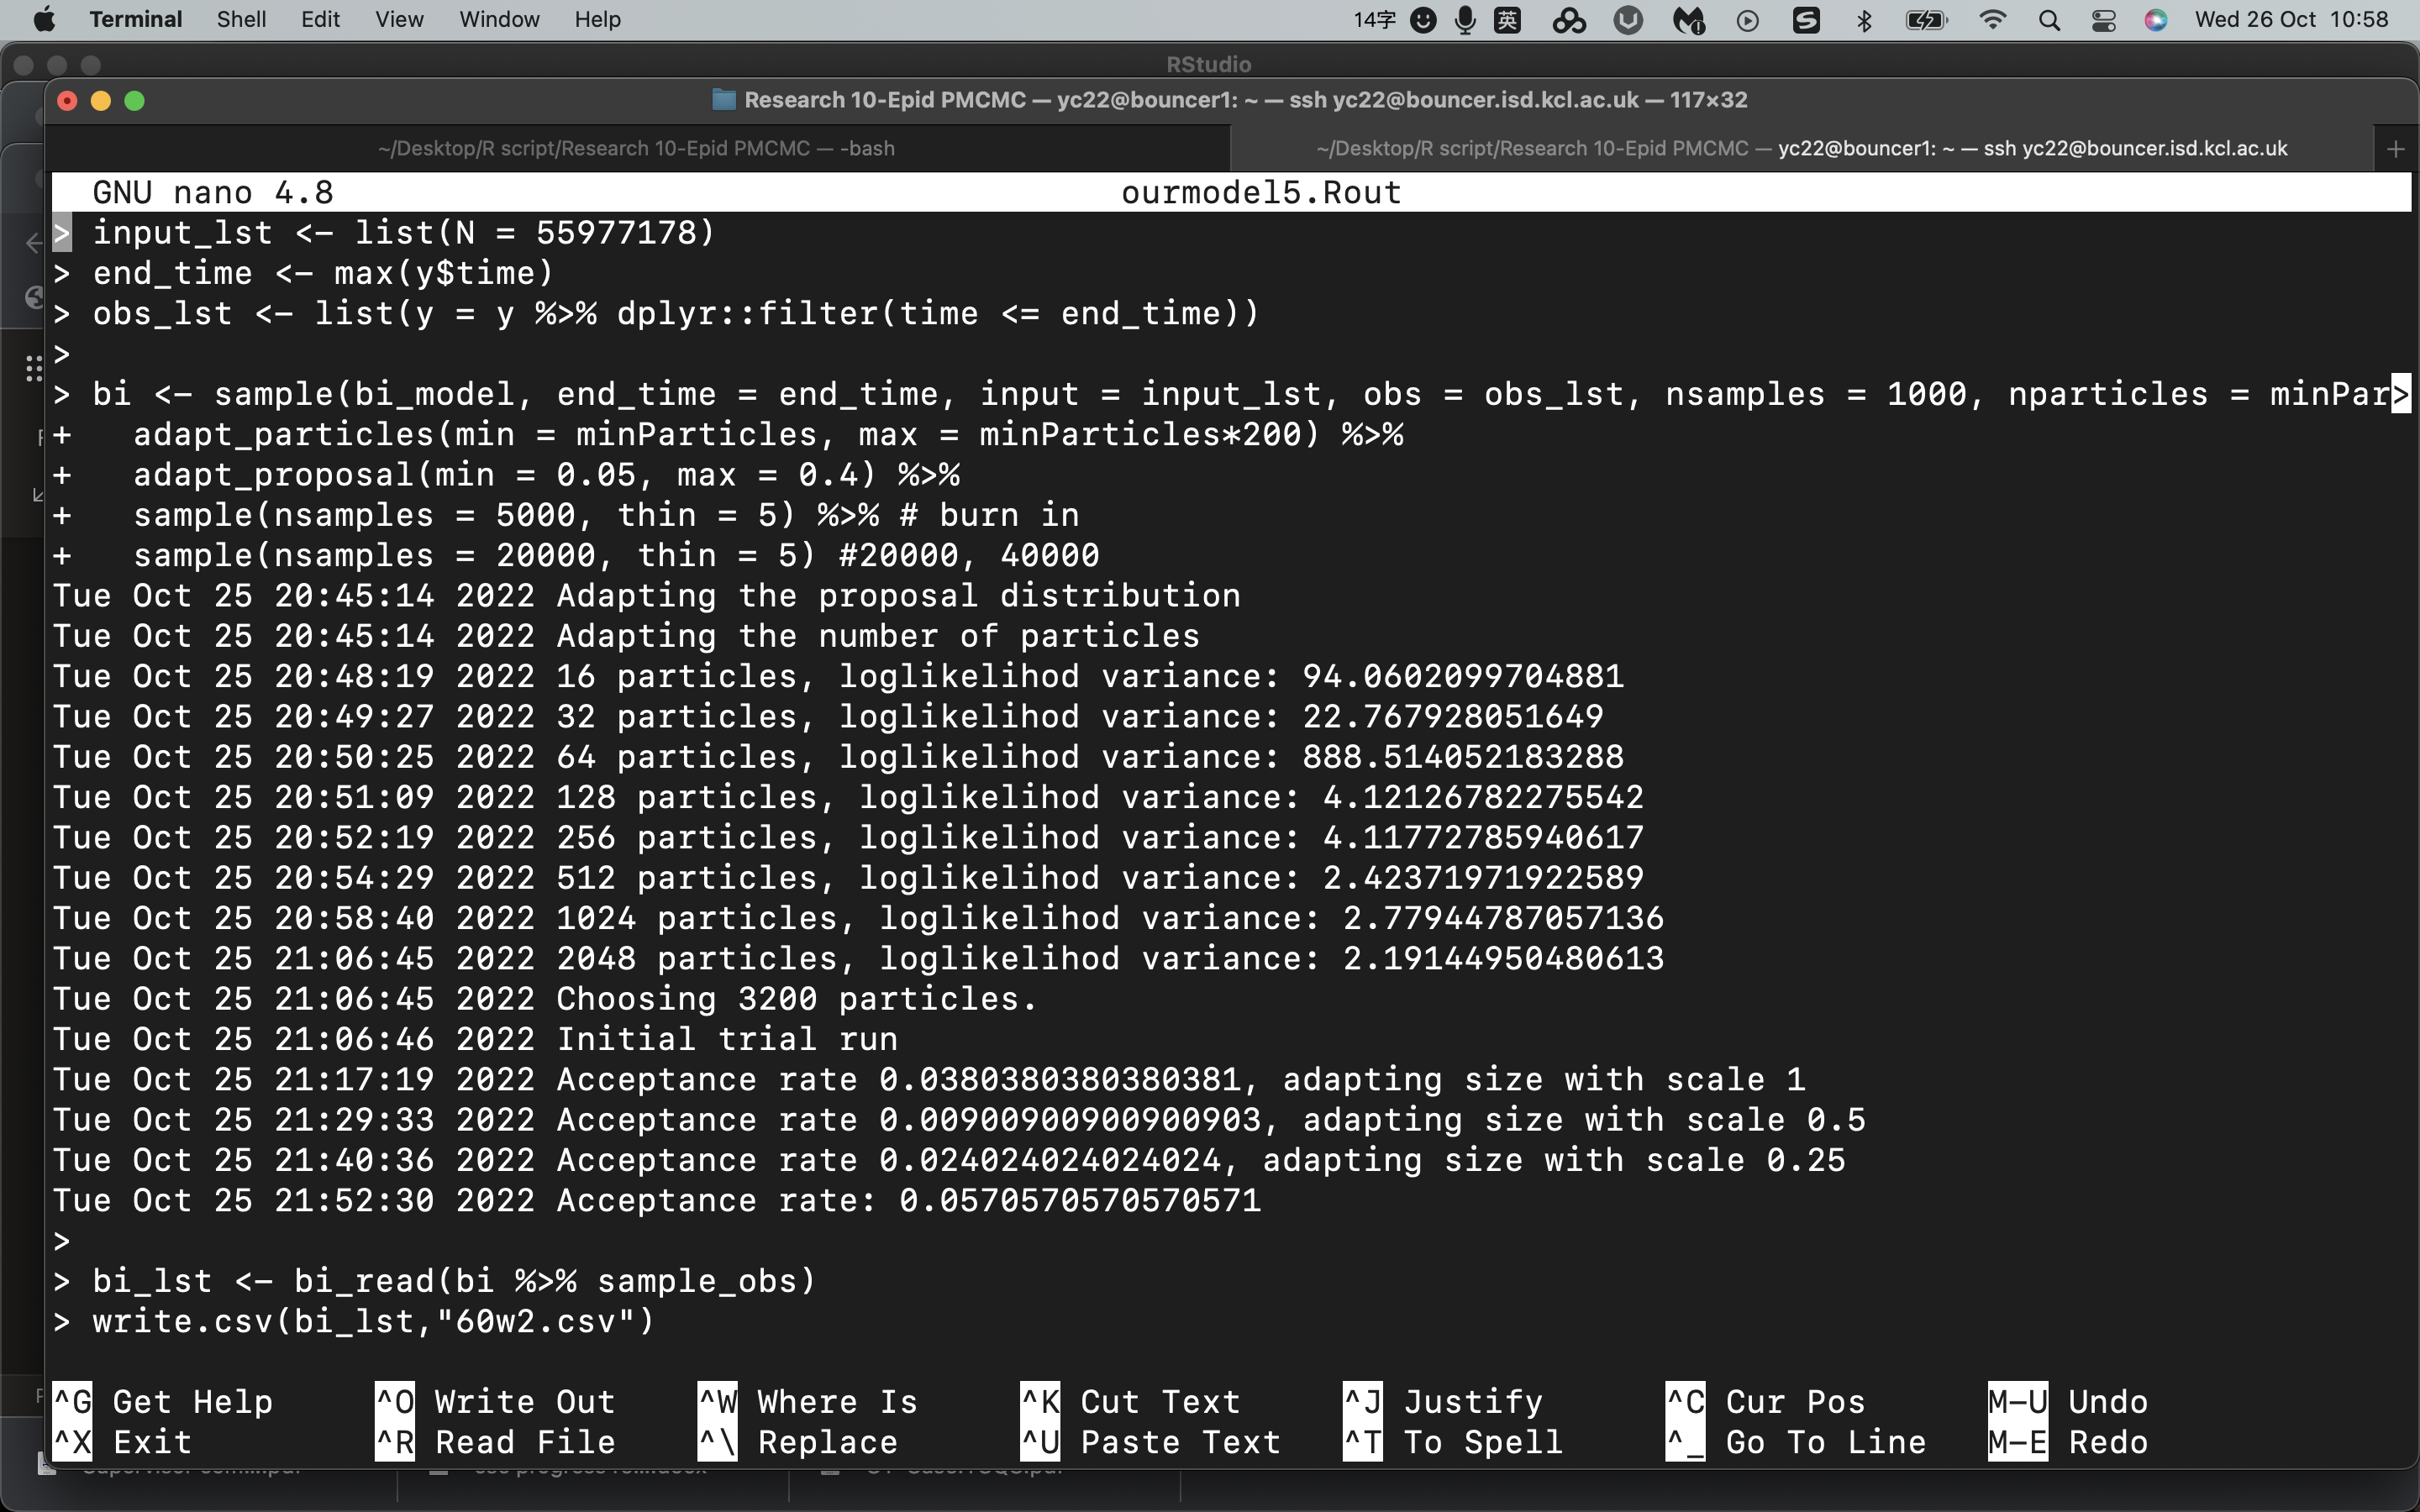 Terminal Shell Edit View Window Help 14字 英 Wed 26 Oct 10:58
RStudio
Research 10-Epid PMCMC — yc22@bouncer1: ~ — ssh yc22@bouncer.isd.kcl.ac.uk — 117×32
~/Desktop/R script/Research 10-Epid PMCMC — -bash
~/Desktop/R script/Research 10-Epid PMCMC — yc22@bouncer1: ~ — ssh yc22@bouncer.isd.kcl.ac.uk
GNU nano 4.8 ourmodel5.Rout
> input_lst <- list(N = 55977178)
> end_time <- max(y$time)
> obs_lst <- list(y = y %>% dplyr::filter(time <= end_time))
>
> bi <- sample(bi_model, end_time = end_time, input = input_lst, obs = obs_lst, nsamples = 1000, nparticles = minPar>
+   adapt_particles(min = minParticles, max = minParticles*200) %>%
+   adapt_proposal(min = 0.05, max = 0.4) %>%
+   sample(nsamples = 5000, thin = 5) %>% # burn in
+   sample(nsamples = 20000, thin = 5) #20000, 40000
Tue Oct 25 20:45:14 2022 Adapting the proposal distribution
Tue Oct 25 20:45:14 2022 Adapting the number of particles
Tue Oct 25 20:48:19 2022 16 particles, loglikelihod variance: 94.0602099704881
Tue Oct 25 20:49:27 2022 32 particles, loglikelihod variance: 22.767928051649
Tue Oct 25 20:50:25 2022 64 particles, loglikelihod variance: 888.514052183288
Tue Oct 25 20:51:09 2022 128 particles, loglikelihod variance: 4.12126782275542
Tue Oct 25 20:52:19 2022 256 particles, loglikelihod variance: 4.11772785940617
Tue Oct 25 20:54:29 2022 512 particles, loglikelihod variance: 2.42371971922589
Tue Oct 25 20:58:40 2022 1024 particles, loglikelihod variance: 2.77944787057136
Tue Oct 25 21:06:45 2022 2048 particles, loglikelihod variance: 2.19144950480613
Tue Oct 25 21:06:45 2022 Choosing 3200 particles.
Tue Oct 25 21:06:46 2022 Initial trial run
Tue Oct 25 21:17:19 2022 Acceptance rate 0.0380380380380381, adapting size with scale 1
Tue Oct 25 21:29:33 2022 Acceptance rate 0.00900900900900903, adapting size with scale 0.5
Tue Oct 25 21:40:36 2022 Acceptance rate 0.024024024024024, adapting size with scale 0.25
Tue Oct 25 21:52:30 2022 Acceptance rate: 0.0570570570570571
>
> bi_lst <- bi_read(bi %>% sample_obs)
> write.csv(bi_lst,"60w2.csv")
^G Get Help ^O Write Out ^W Where Is ^K Cut Text ^J Justify ^C Cur Pos M-U Undo
^X Exit ^R Read File ^\ Replace ^U Paste Text ^T To Spell ^_ Go To Line M-E Redo